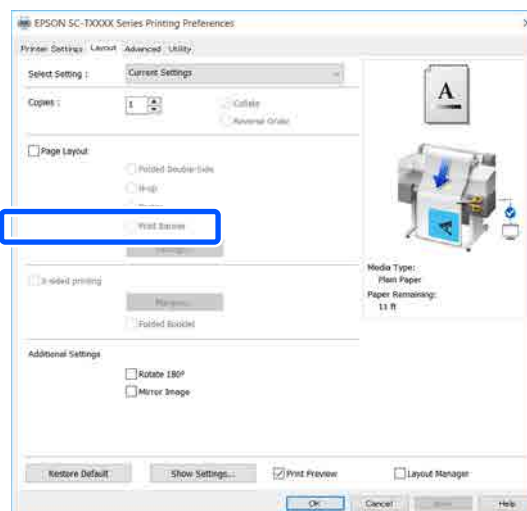 EPSON SC-TXXXX Series Printing Preferences
Printer Settings Layout Advanced Utility
Select Setting : Current Settings
Copies : 1 Collate
Reverse Order
Page Layout
Folded Double-Side
N-up
Poster
Print Banner
Settings...
2-sided printing
Margins...
Folded Booklet
Additional Settings
Rotate 180°
Mirror Image
A
A
Media Type:
Plain Paper
Paper Remaining:
11 ft
Restore Default Show Settings... Print Preview Layout Manager
OK Cancel Help